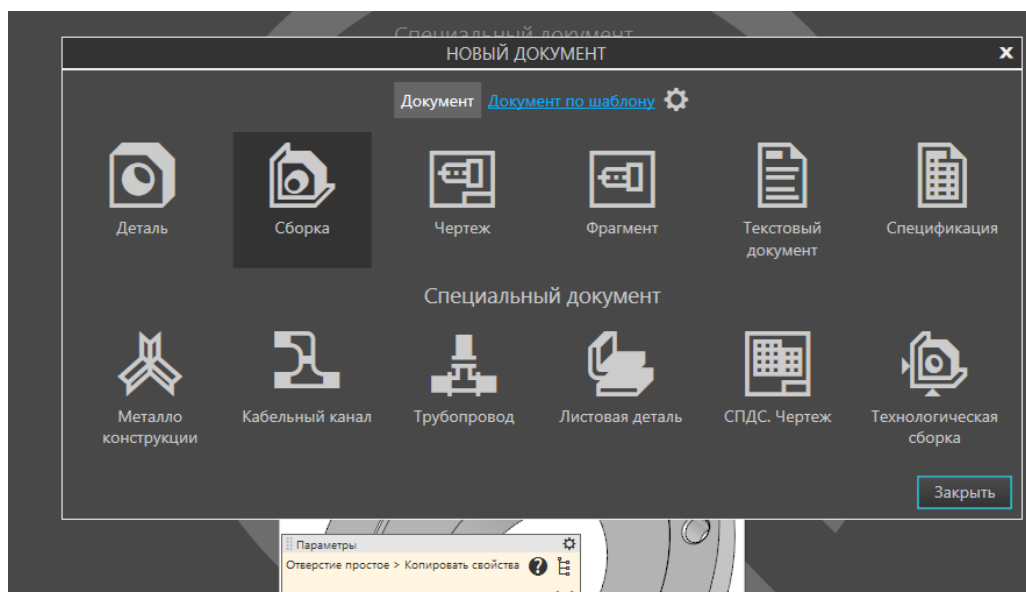 Специальный документ
НОВЫЙ ДОКУМЕНТ
Документ Документ по шаблону
Деталь
Сборка
Чертеж
Фрагмент
Текстовый
документ
Спецификация
Специальный документ
Металло
конструкции
Кабельный канал
Трубопровод
Листовая деталь
СПДС. Чертеж
Технологическая
сборка
Закрыть
Параметры
Отверстие простое > Копировать свойства